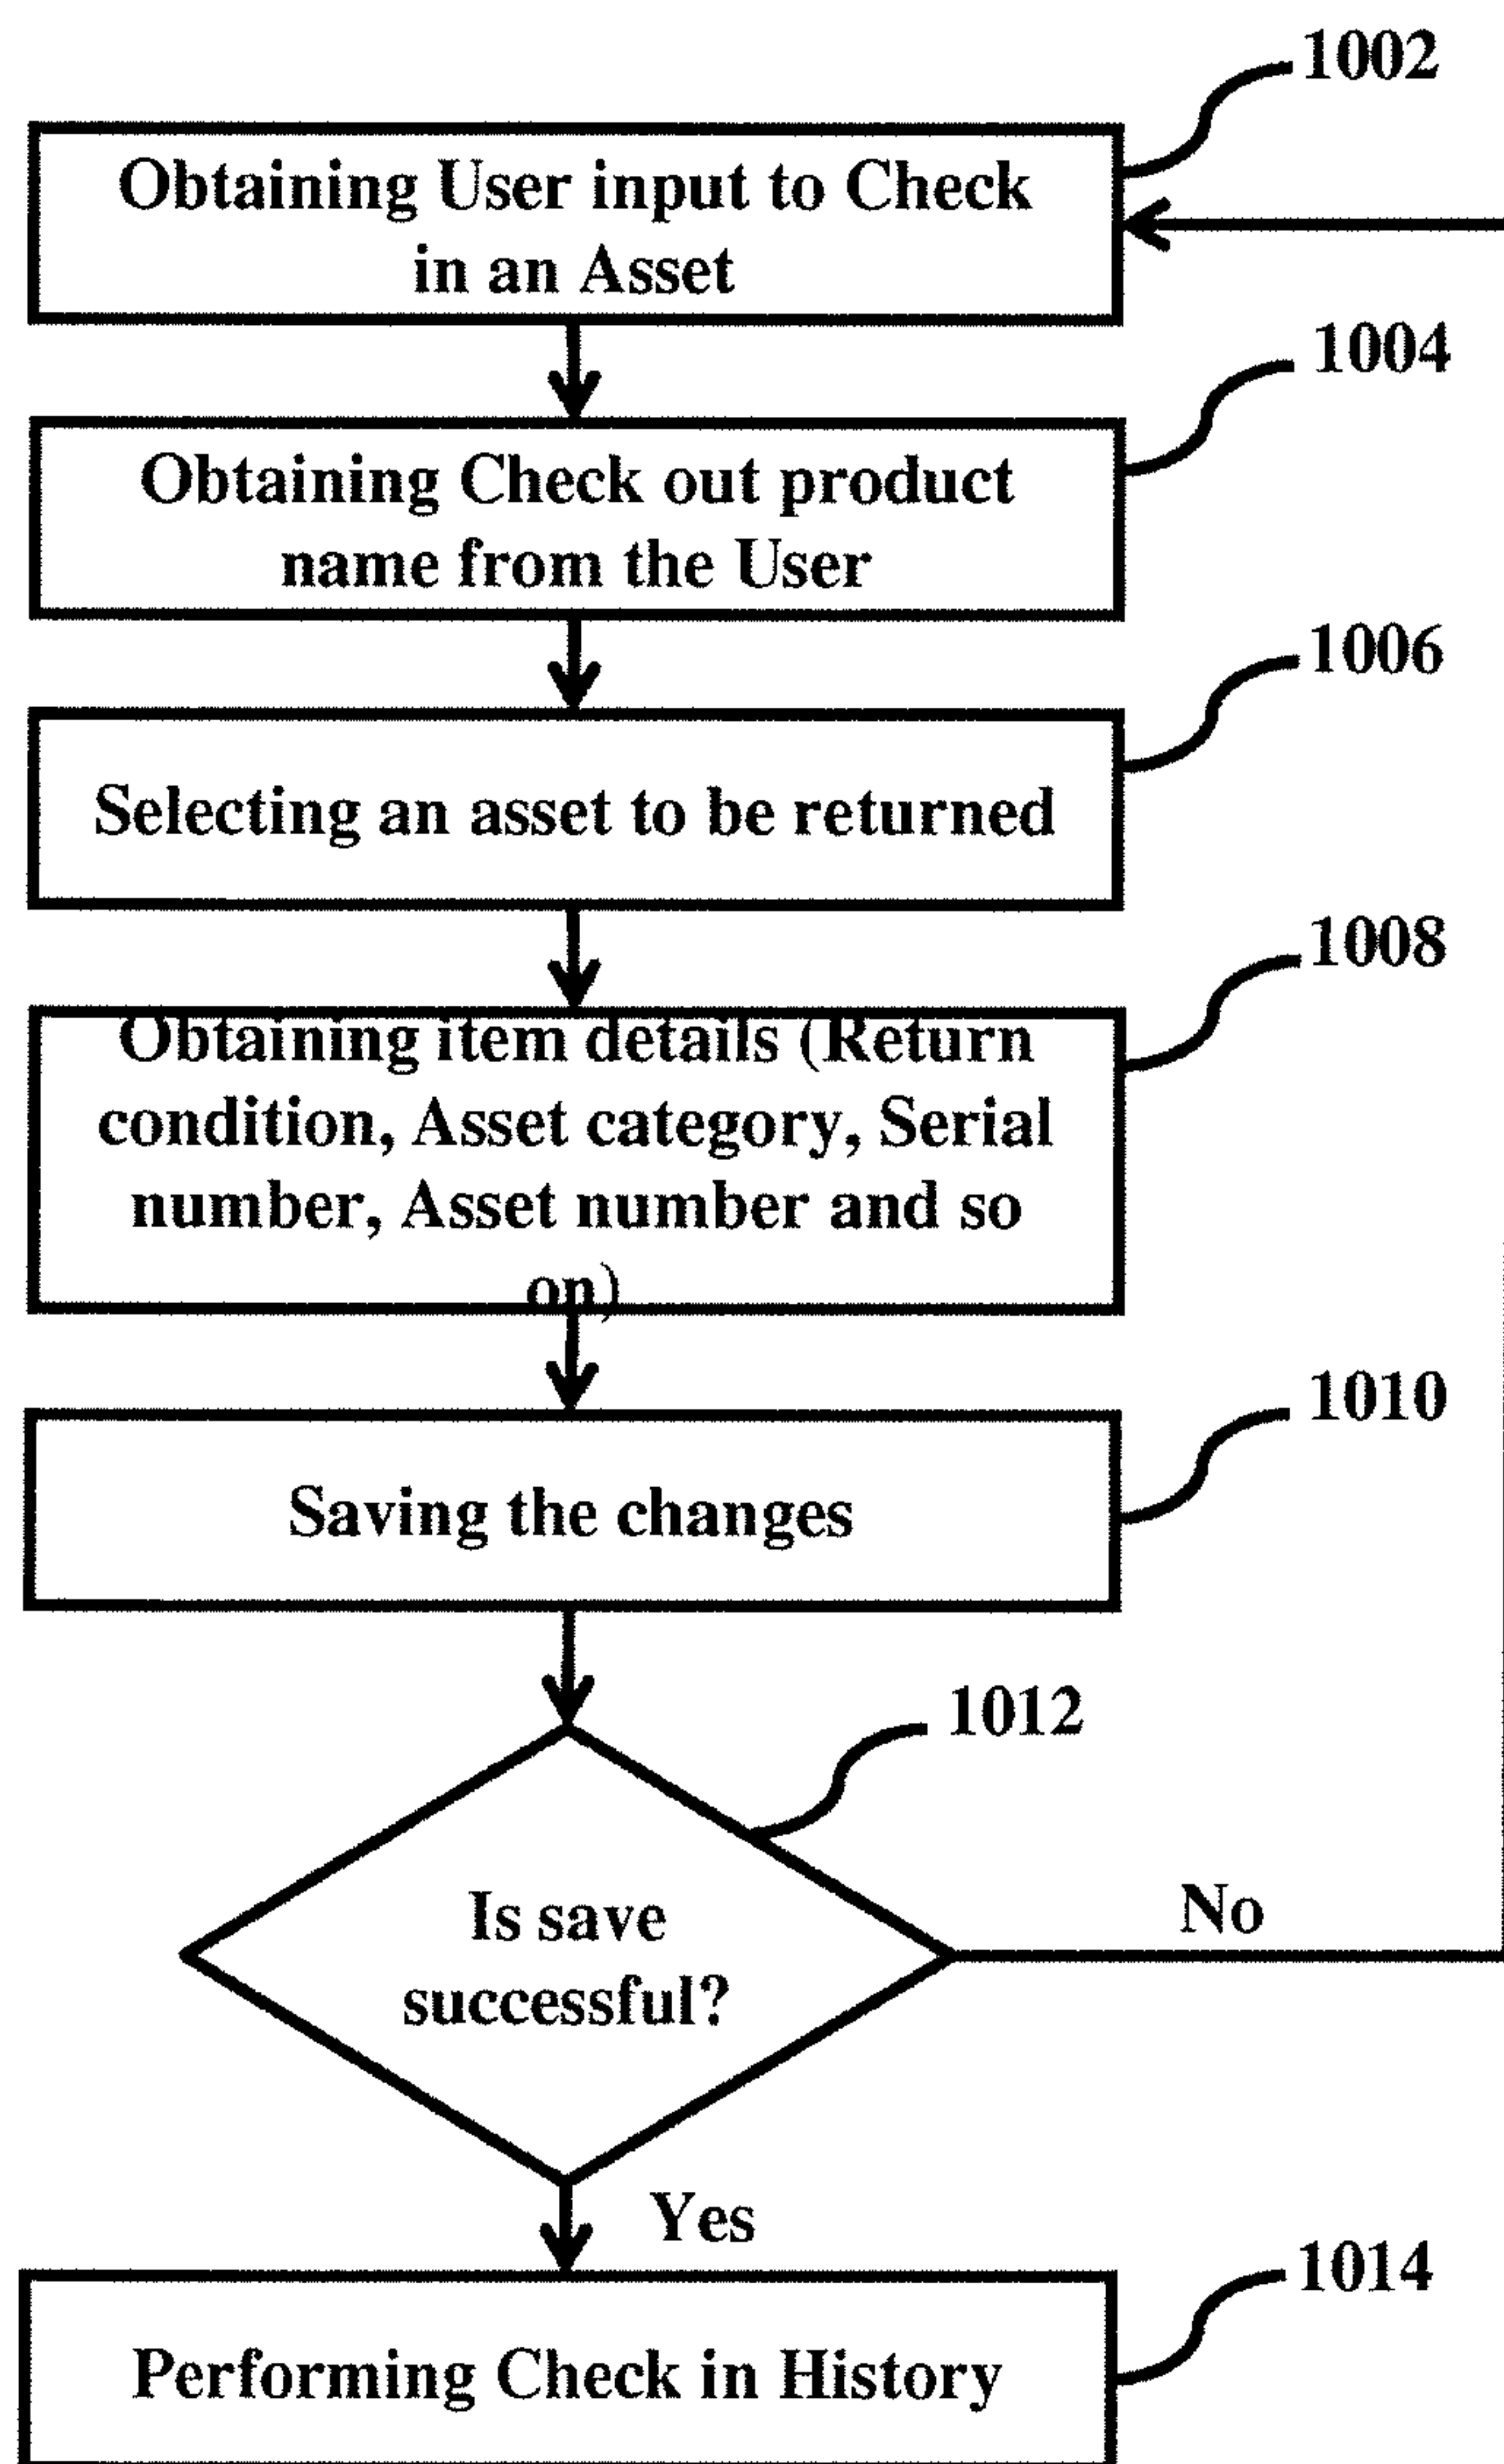 1002
Obtaining User input to Check
in an Asset
1004
Obtaining Check out product
name from the User
1006
Selecting an asset to be returned
1008
Obtaining item details (Return
condition, Asset category, Serial
number, Asset number and so
on)
1010
Saving the changes
1012
Is save
successful?
No
Yes
1014
Performing Check in History